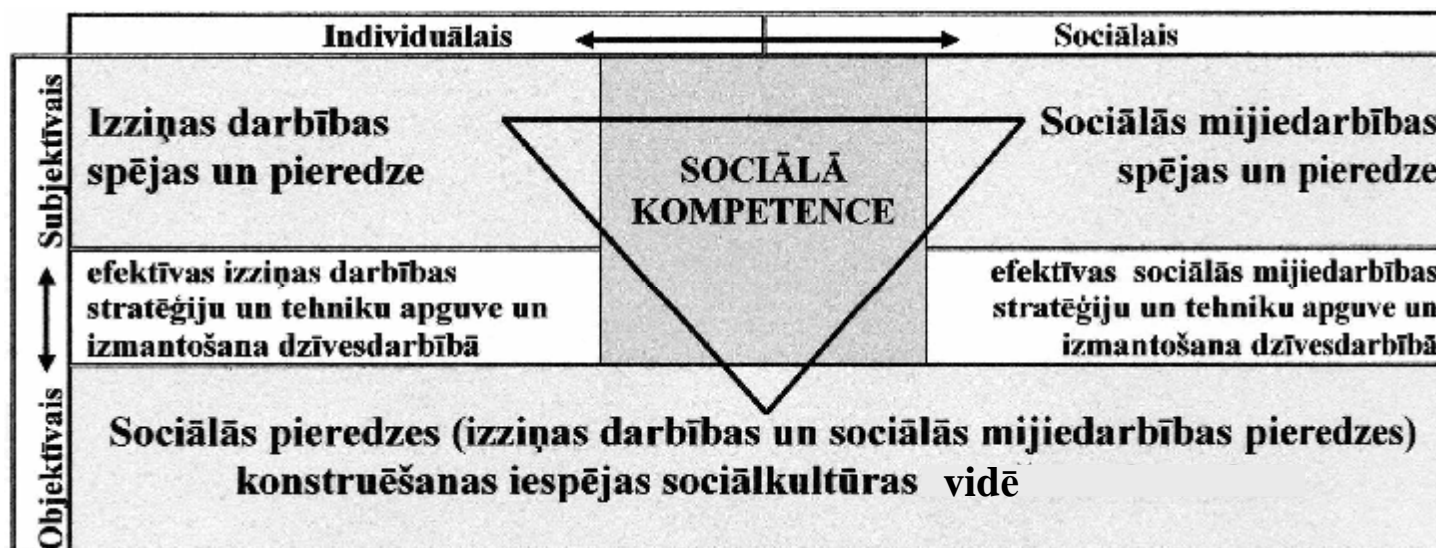 Individuālais
Sociālais
Subjektīvais
Izziņas darbības
spējas un pieredze
SOCIĀLĀ
KOMPETENCE
Sociālās mijiedarbības
spējas un pieredze
efektīvas izziņas darbības
stratēģiju un tehniku apguve un
izmantošana dzīvesdarbībā
efektīvas sociālās mijiedarbības
stratēģiju un tehniku apguve un
izmantošana dzīvesdarbībā
Objektīvais
Sociālās pieredzes (izziņas darbības un sociālās mijiedarbības pieredzes)
konstruēšanas iespējas sociālkultūras vidē